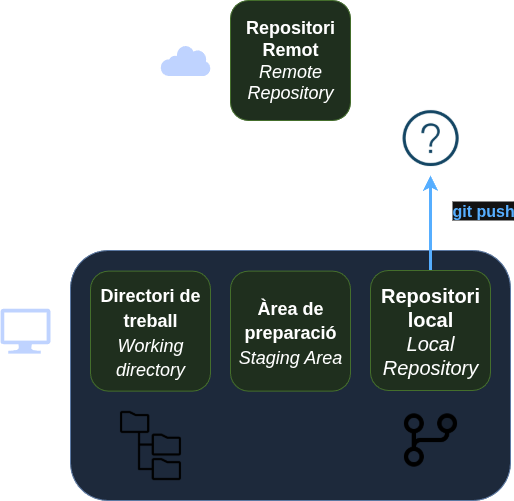 Repositori
Remot
Remote
Repository
?
git push
Directori de
treball
Working
directory
Àrea de
preparació
Staging Area
Repositori
local
Local
Repository